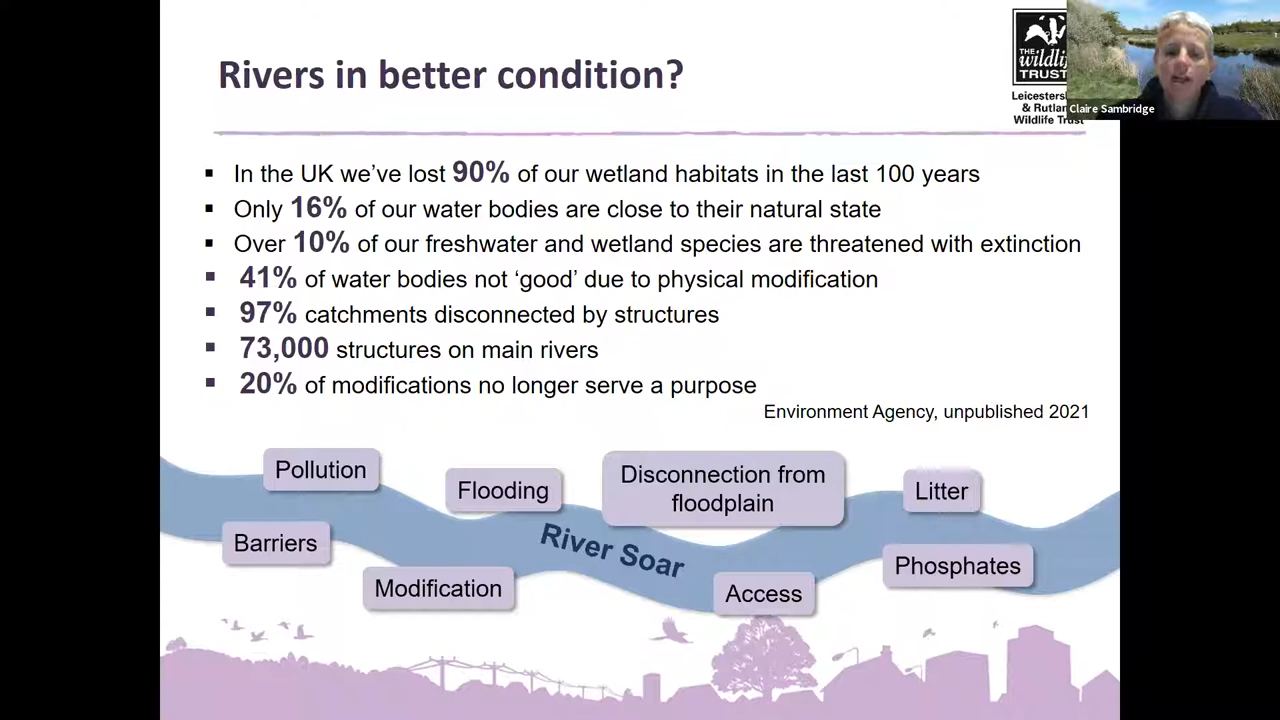 Rivers in better condition?
THE
wildlife
TRUST
Claire Sambridge
& Rutland
Wildlife Trust
▪ In the UK we’ve lost 90% of our wetland habitats in the last 100 years
▪ Only 16% of our water bodies are close to their natural state
▪ Over 10% of our freshwater and wetland species are threatened with extinction
▪ 41% of water bodies not ‘good’ due to physical modification
▪ 97% catchments disconnected by structures
▪ 73,000 structures on main rivers
▪ 20% of modifications no longer serve a purpose
Environment Agency, unpublished 2021
Pollution
Flooding
Disconnection from
floodplain
Litter
Barriers
River Soar
Phosphates
Modification
Access